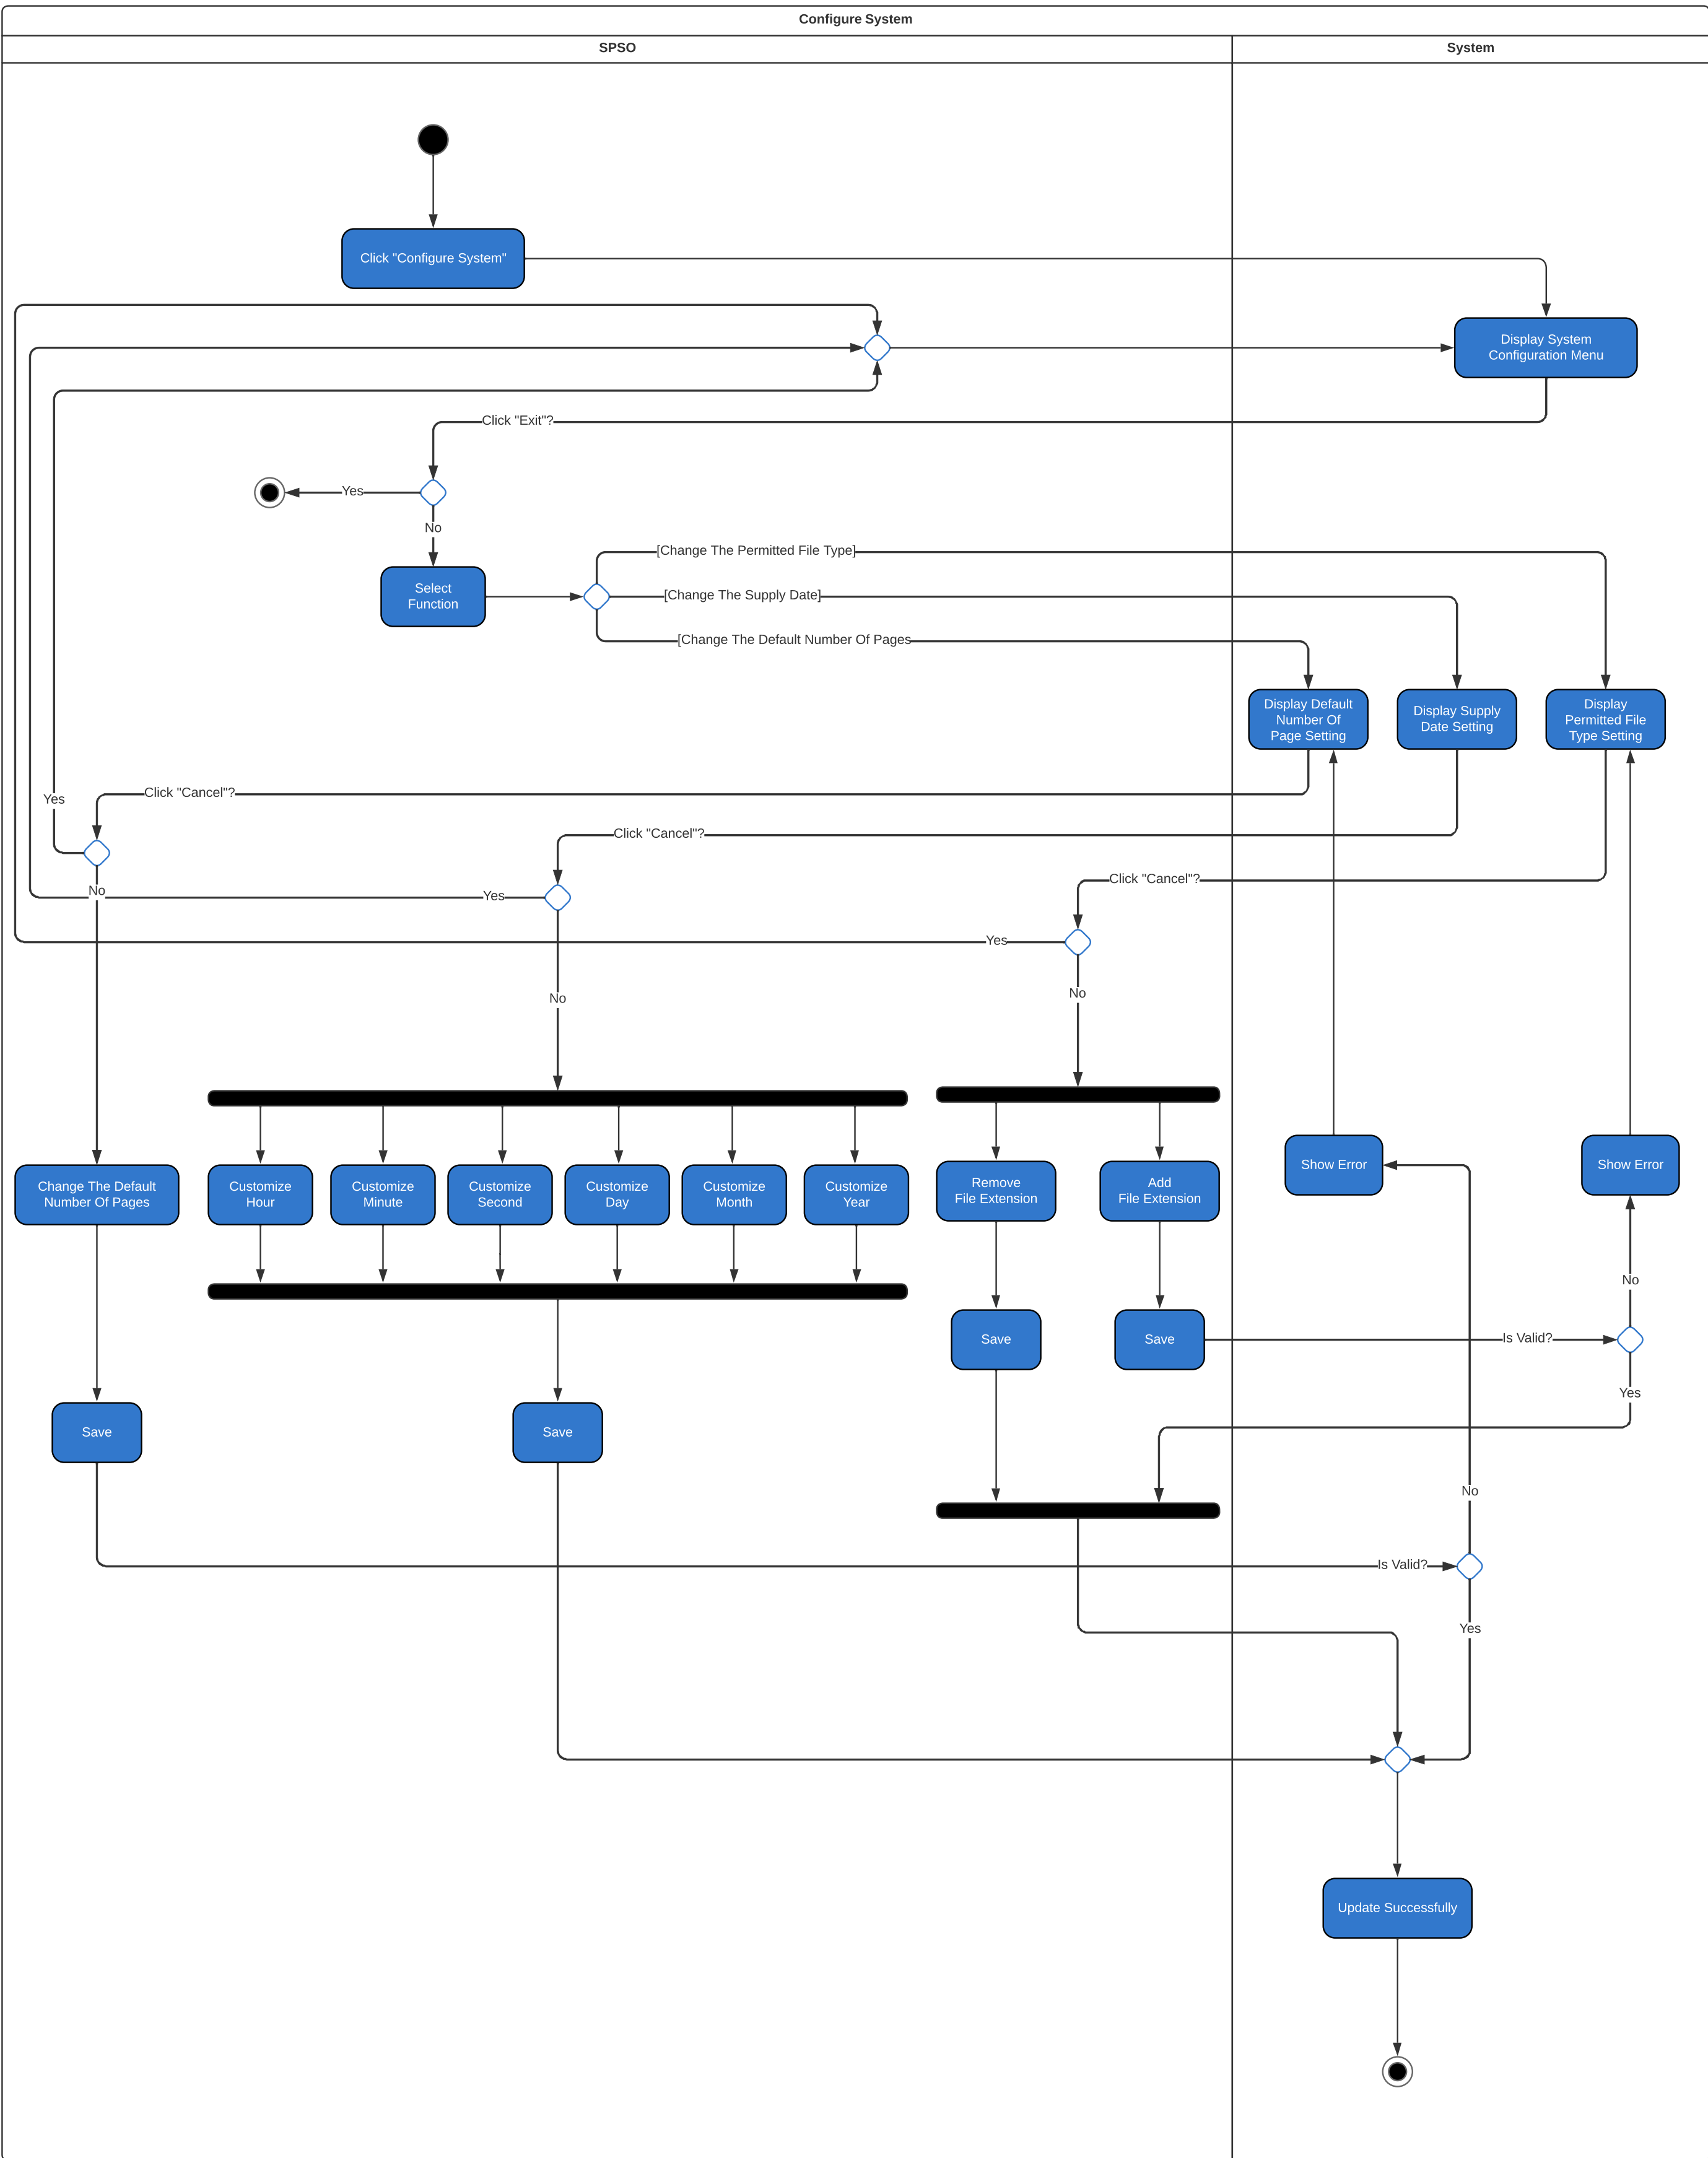 Configure System
SPSO
System
Click "Configure System"
Display System
Configuration Menu
Click "Exit"?
Yes
No
Select
Function
[Change The Permitted File Type]
[Change The Supply Date]
[Change The Default Number Of Pages
Display Default
Number Of
Page Setting
Display Supply
Date Setting
Display
Permitted File
Type Setting
Click "Cancel"?
Yes
Click "Cancel"?
Click "Cancel"?
No
Yes
Yes
No
No
Change The Default
Number Of Pages
Customize
Hour
Customize
Minute
Customize
Second
Customize
Day
Customize
Month
Customize
Year
Remove
File Extension
Add
File Extension
Show Error
Show Error
No
Save
Save
Is Valid?
Yes
Save
Save
No
Is Valid?
Yes
Update Successfully